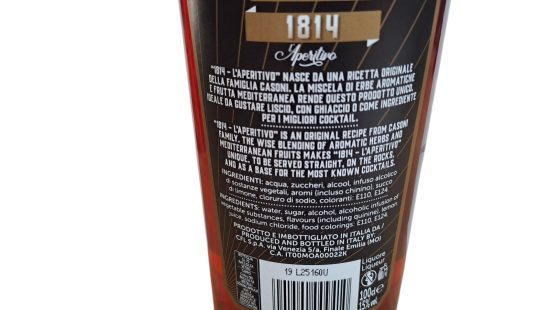 1814
Aperitivo
"1814 - L'APERITIVO" NASCE DA UNA RICETTA ORIGINALE
DELLA FAMIGLIA CASONI. LA MISCELA DI ERBE AROMATICHE
E FRUTTA MEDITERRANEA RENDE QUESTO PRODOTTO UNICO.
IDEALE DA GUSTARE LISCIO, CON GHIACCIO O COME INGREDIENTE
PER I MIGLIORI COCKTAIL.
"1814 - L'APERITIVO" IS AN ORIGINAL RECIPE FROM CASONI
FAMILY. THE WISE BLENDING OF AROMATIC HERBS AND
MEDITERRANEAN FRUITS MAKES "1814 - L'APERITIVO"
UNIQUE. TO BE SERVED STRAIGHT, ON THE ROCKS,
AND AS A BASE FOR THE MOST KNOWN COCKTAILS.
INGREDIENTI: acqua, zuccheri, alcool, infuso alcolico
di sostanze vegetali, aromi (incluso chinino), succo
di limone, cloruro di sodio, coloranti: E110, E124.
INGREDIENTS: water, sugar, alcohol, alcoholic infusion of
vegetable substances, flavours (including quinine), lemon
juice, sodium chloride, food colorings: E110, E124.
PRODOTTO E IMBOTTIGLIATO IN ITALIA DA /
PRODUCED AND BOTTLED IN ITALY BY:
CFL S.p.A. via Venezia 5/a, Finale Emilia (MO)
C.A. IT00MOA00022K
19 L25160U
Liquore
Liqueur
100cl e
15% vol